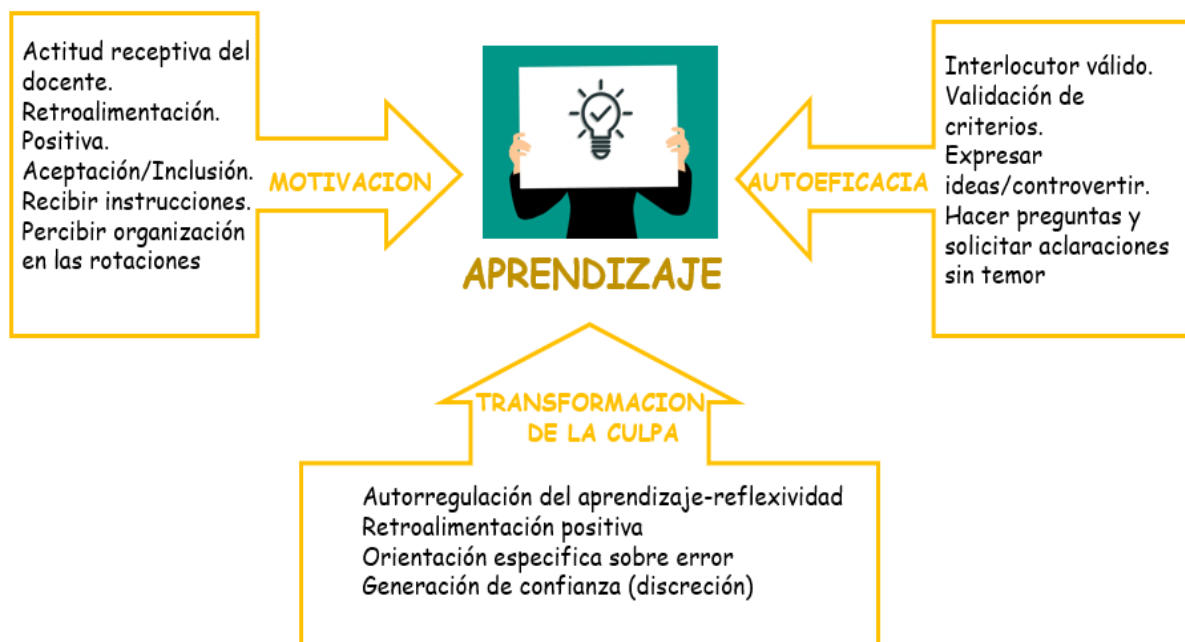 Actitud receptiva del
docente.
Retroalimentación.
Positiva.
Aceptación/Inclusión.
Recibir instrucciones.
Percibir organización
en las rotaciones
MOTIVACION
APRENDIZAJE
AUTOEFICACIA
Interlocutor válido.
Validación de
criterios.
Expresar
ideas/controvertir.
Hacer preguntas y
solicitar aclaraciones
sin temor
TRANSFORMACION
DE LA CULPA
Autorregulación del aprendizaje-reflexividad
Retroalimentación positiva
Orientación especifica sobre error
Generación de confianza (discreción)